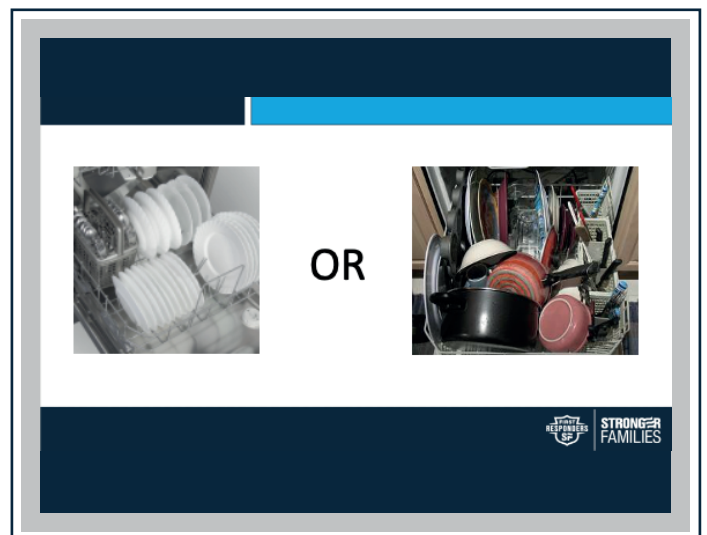 OR
FIRST
RESPONDERS
SF
STRONGER
FAMILIES